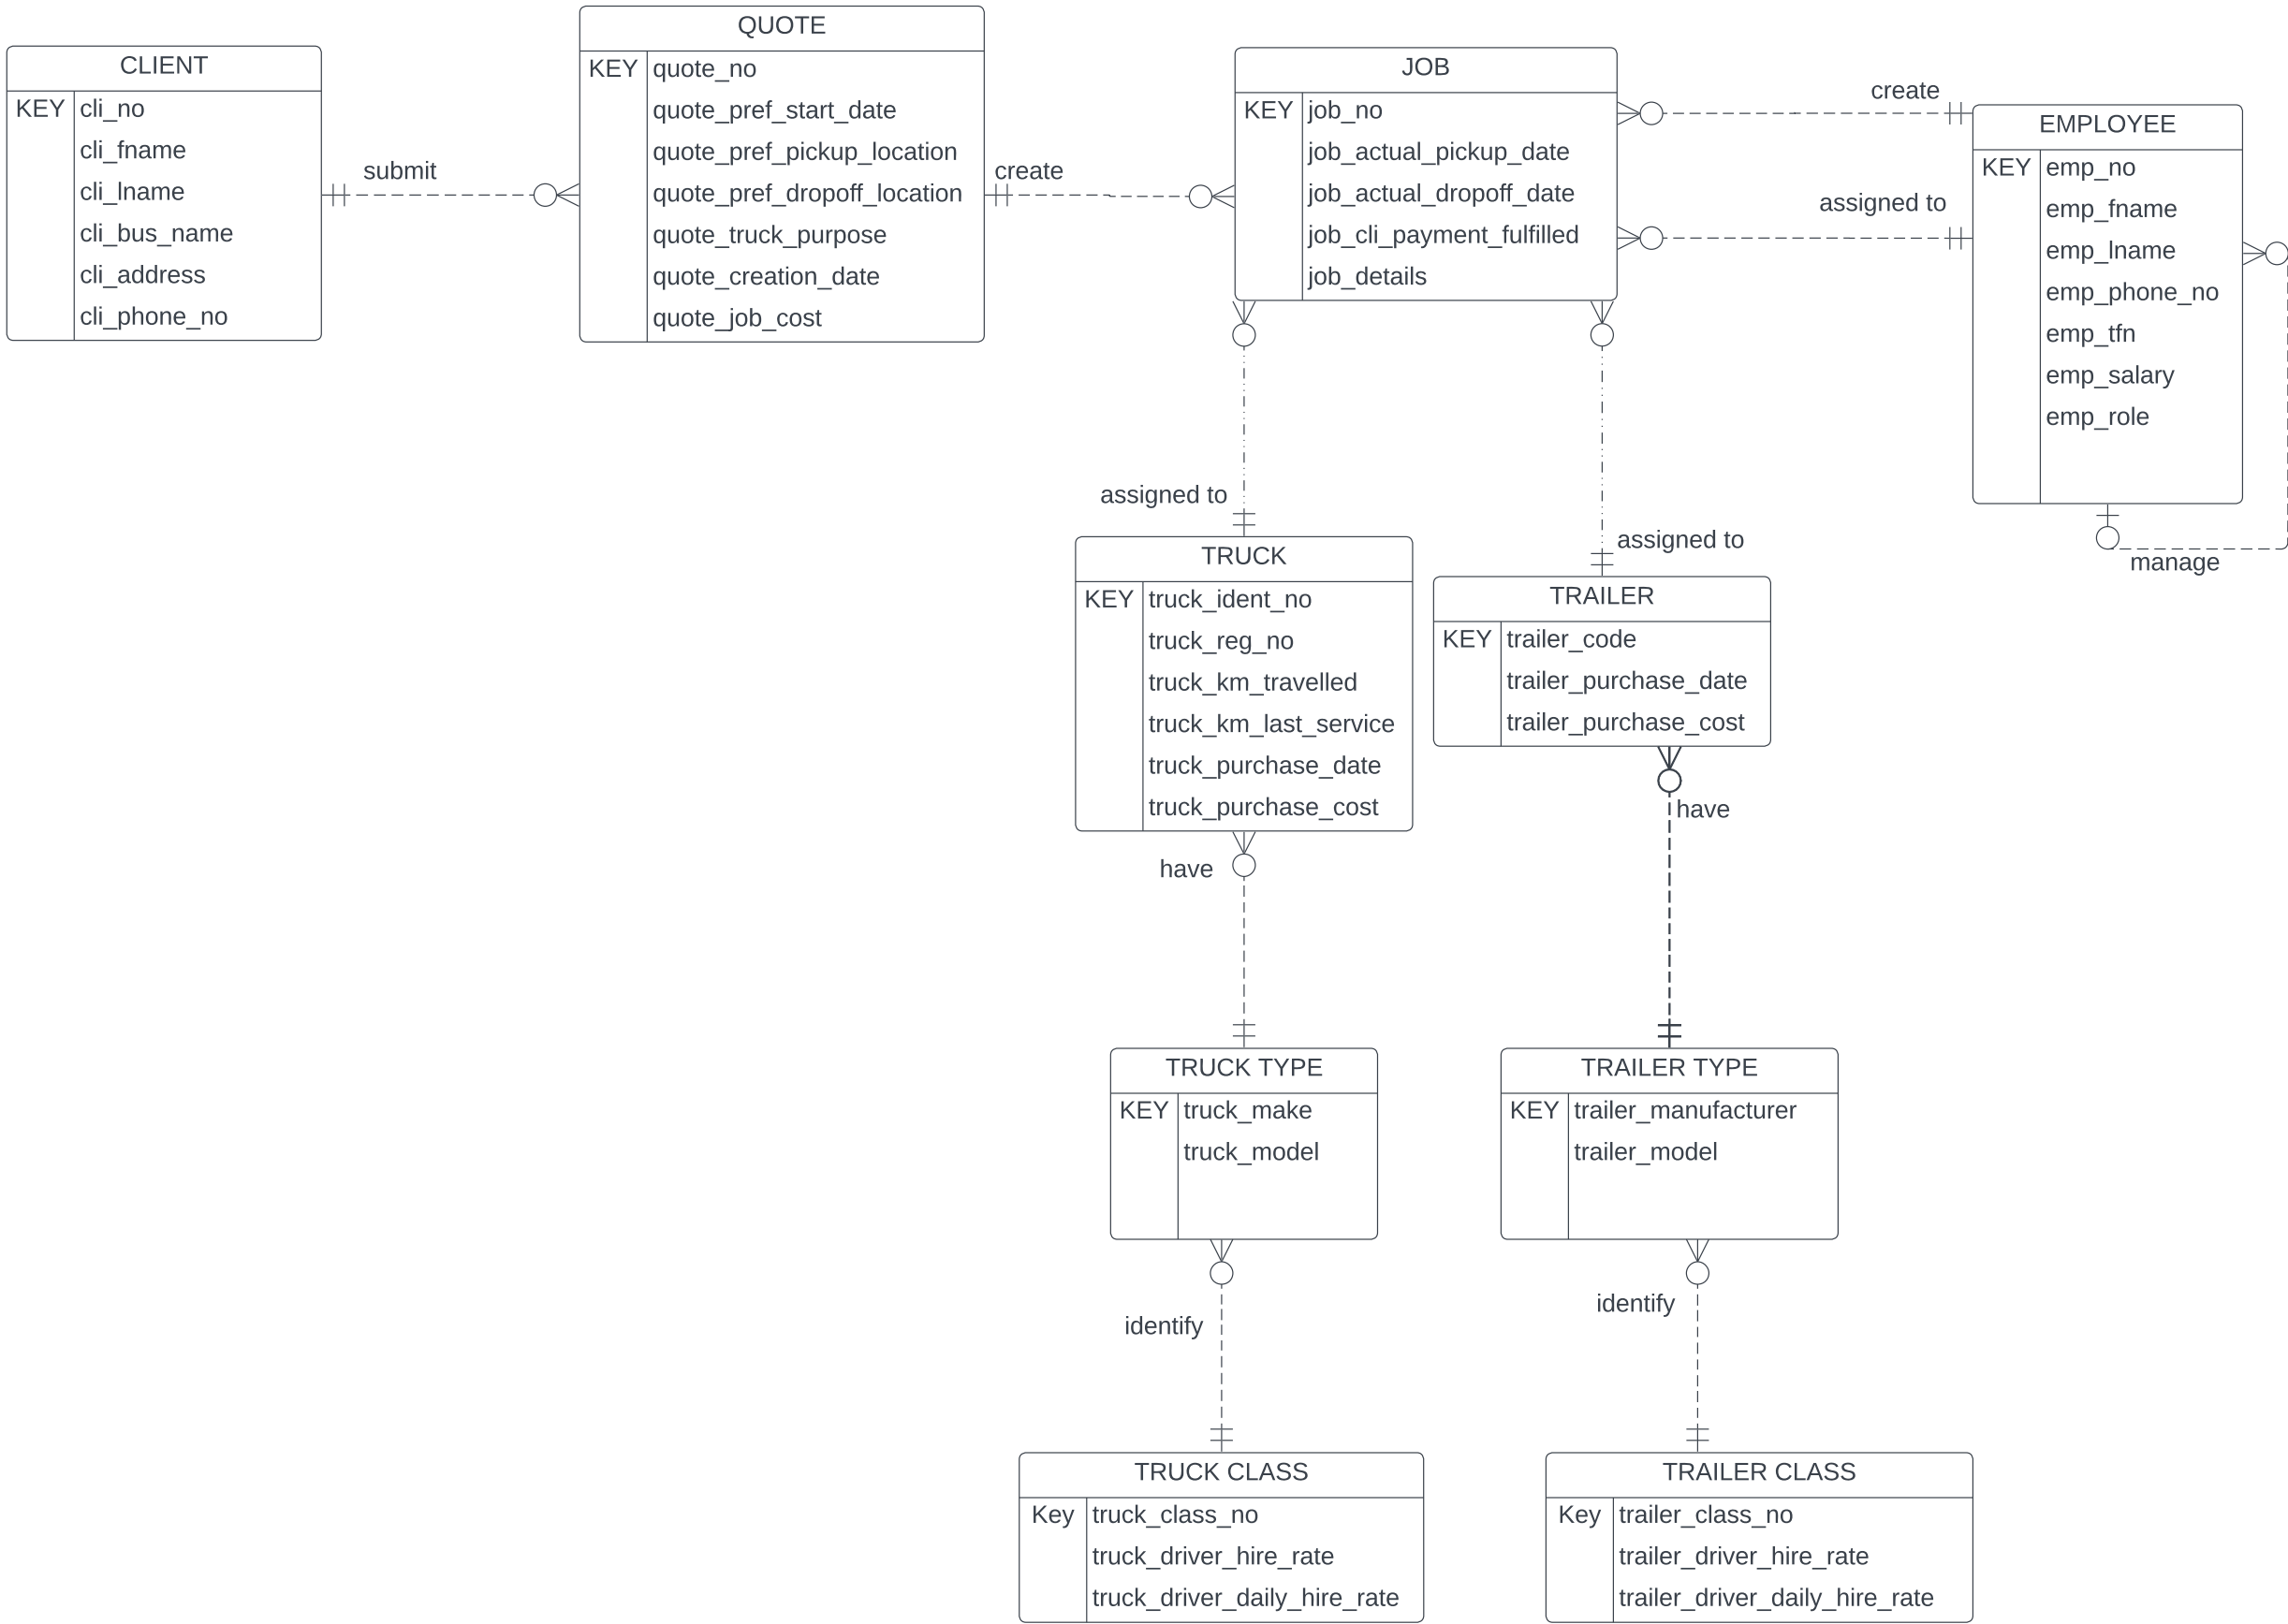 CLIENT
KEY cli_no
cli_fname
cli_lname
cli_bus_name
cli_address
cli_phone_no
submit
QUOTE
KEY quote_no
quote_pref_start_date
quote_pref_pickup_location
quote_pref_dropoff_location
quote_truck_purpose
quote_creation_date
quote_job_cost
create
JOB
KEY job_no
job_actual_pickup_date
job_actual_dropoff_date
job_cli_payment_fulfilled
job_details
create
assigned to
EMPLOYEE
KEY emp_no
emp_fname
emp_lname
emp_phone_no
emp_tfn
emp_salary
emp_role
manage
assigned to
assigned to
TRUCK
KEY truck_ident_no
truck_reg_no
truck_km_travelled
truck_km_last_service
truck_purchase_date
truck_purchase_cost
have
TRAILER
KEY trailer_code
trailer_purchase_date
trailer_purchase_cost
have
TRUCK TYPE
KEY truck_make
truck_model
identify
TRAILER TYPE
KEY trailer_manufacturer
trailer_model
identify
TRUCK CLASS
Key truck_class_no
truck_driver_hire_rate
truck_driver_daily_hire_rate
TRAILER CLASS
Key trailer_class_no
trailer_driver_hire_rate
trailer_driver_daily_hire_rate